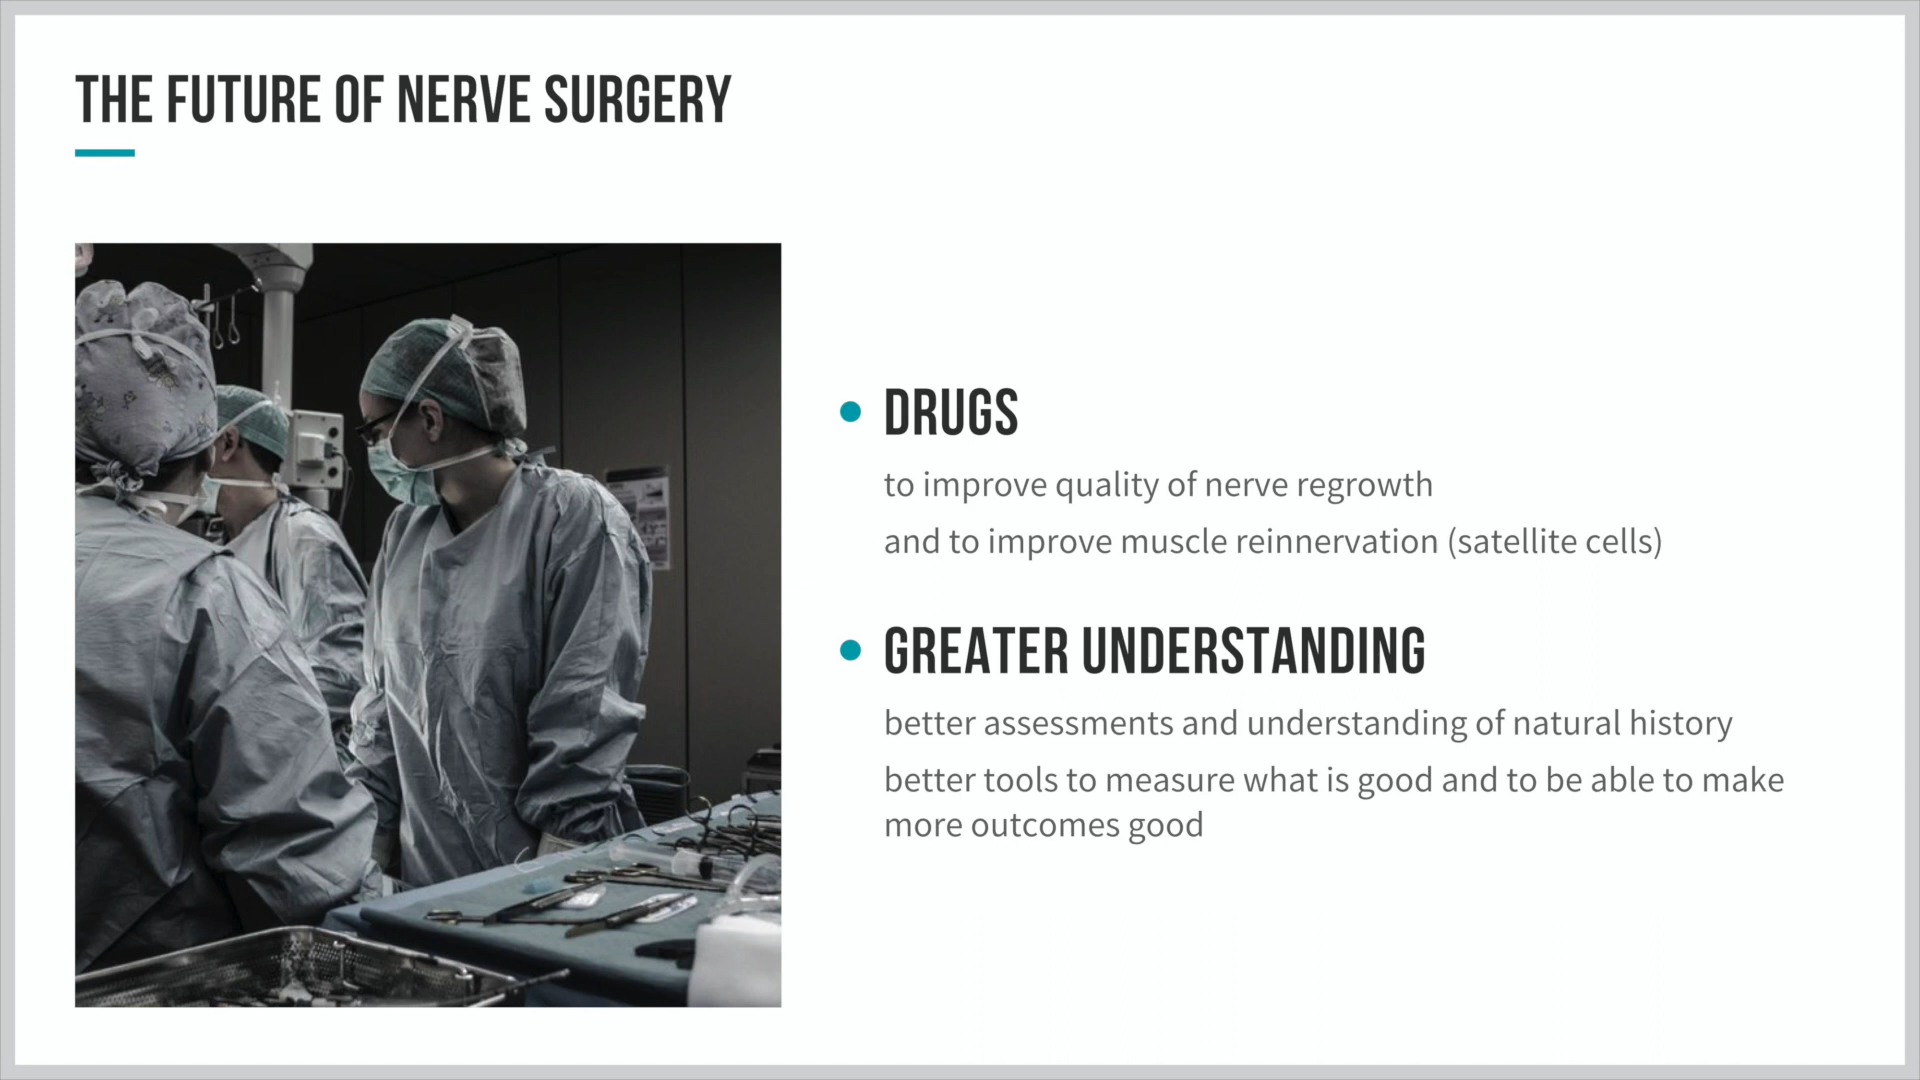 THE FUTURE OF NERVE SURGERY
DRUGS
to improve quality of nerve regrowth
and to improve muscle reinnervation (satellite cells)
GREATER UNDERSTANDING
better assessments and understanding of natural history
better tools to measure what is good and to be able to make
more outcomes good